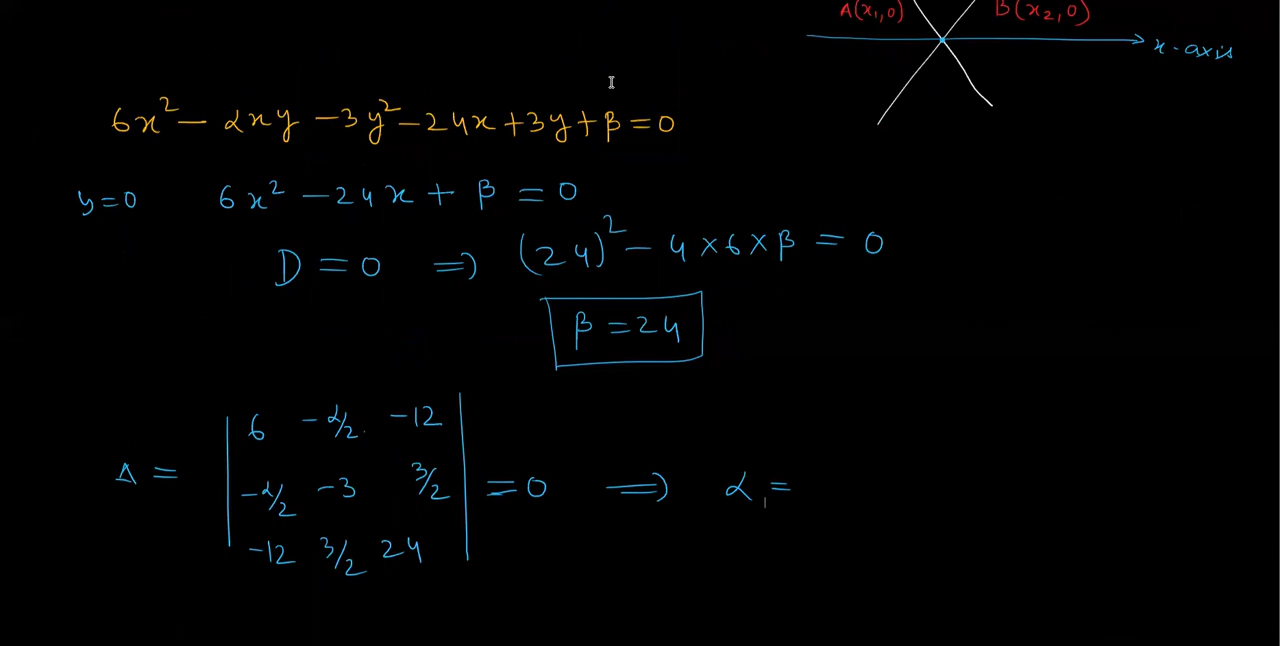 A(x₁,0) B(x₂,0)
x-axis
6x² - αxy - 3y² - 24x + 3y + β = 0
y = 0 6x² - 24x + β = 0
D = 0 ⇒ (24)² - 4 × 6 × β = 0
β = 24
6 -α/2 -12
Δ = -α/2 -3 3/2 = 0 ⇒ α =
-12 3/2 24